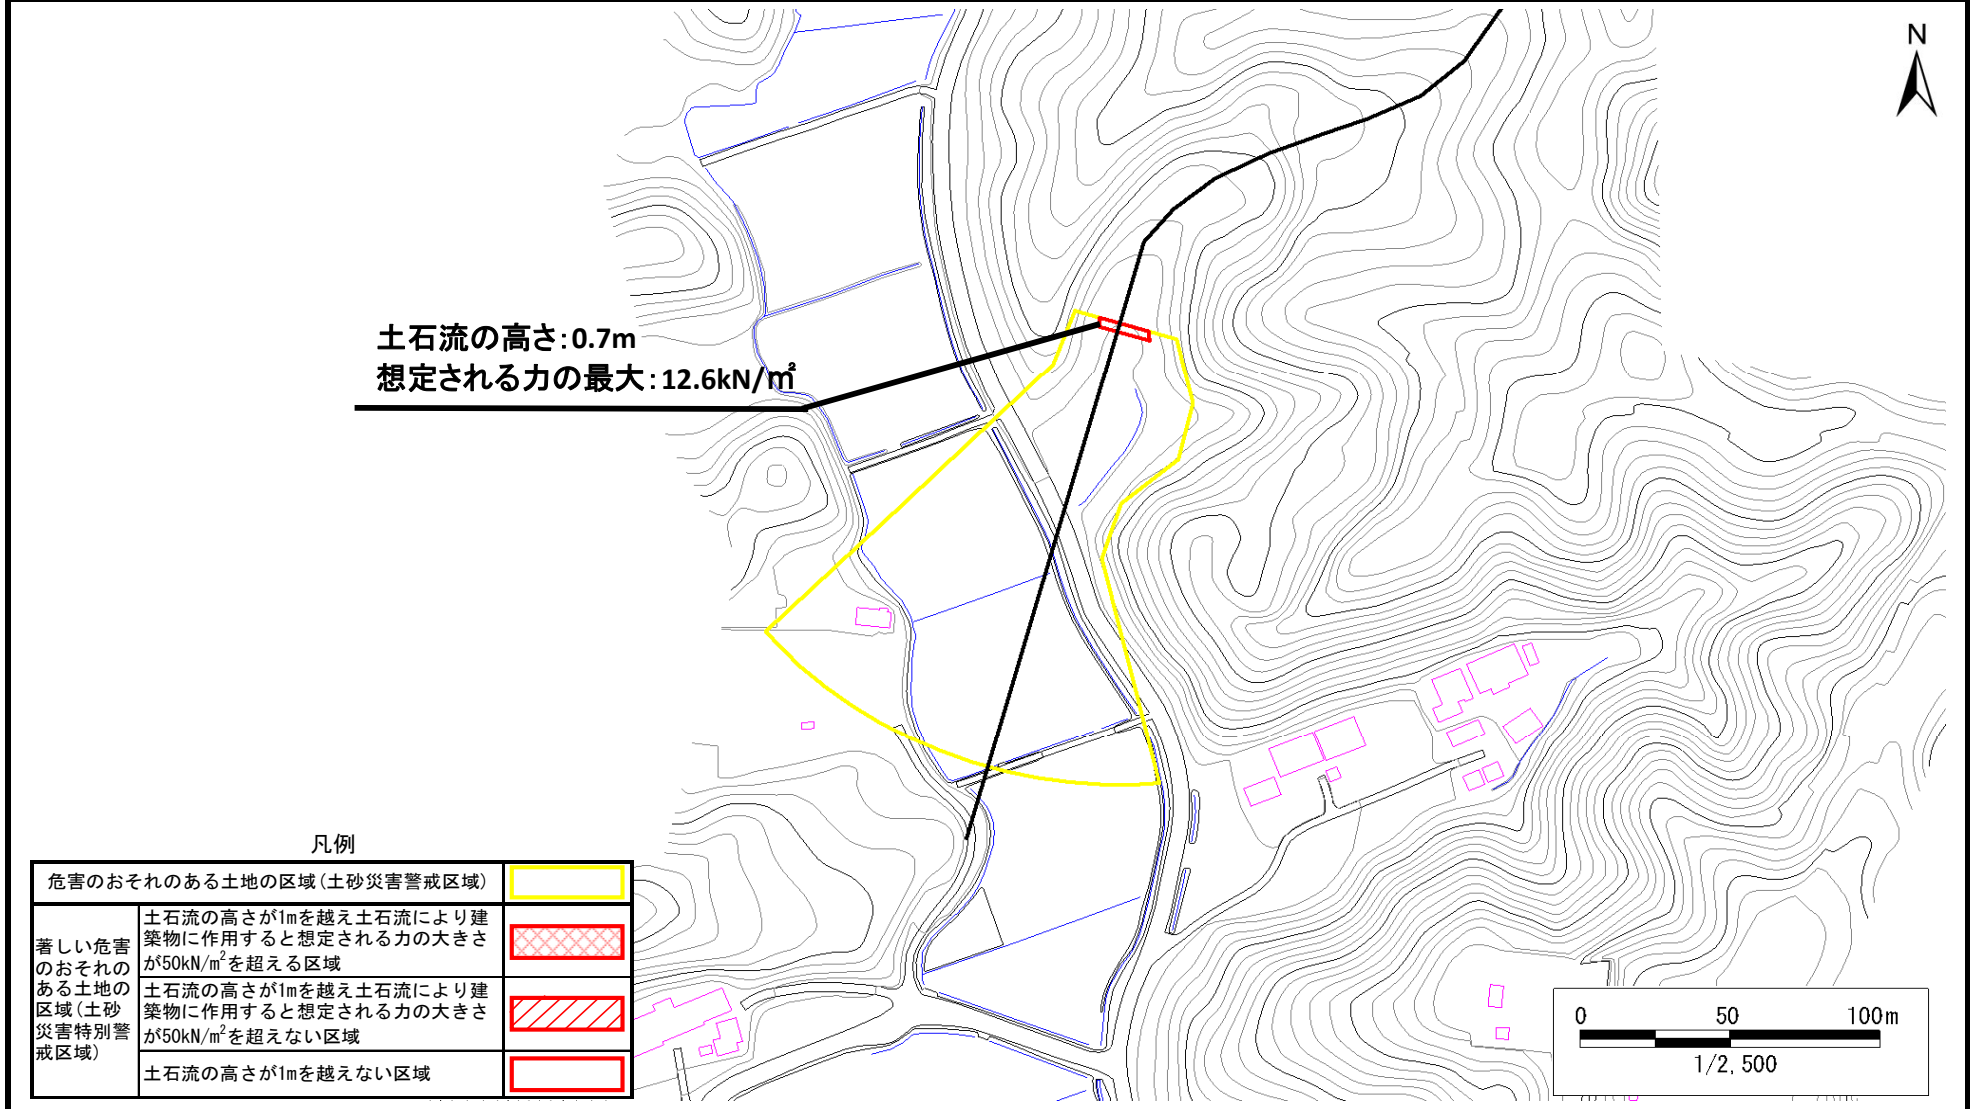 N
土石流の高さ:0.7m
想定される力の最大:12.6kN/㎡
凡例
危害のおそれのある土地の区域(土砂災害警戒区域)
著しい危害
のおそれの
ある土地の
区域(土砂
災害特別警
戒区域)
土石流の高さが1mを越え土石流により建
築物に作用すると想定される力の大きさ
が50kN/m²を超える区域
土石流の高さが1mを越え土石流により建
築物に作用すると想定される力の大きさ
が50kN/m²を超えない区域
土石流の高さが1mを越えない区域
0 50 100m
1/2,500